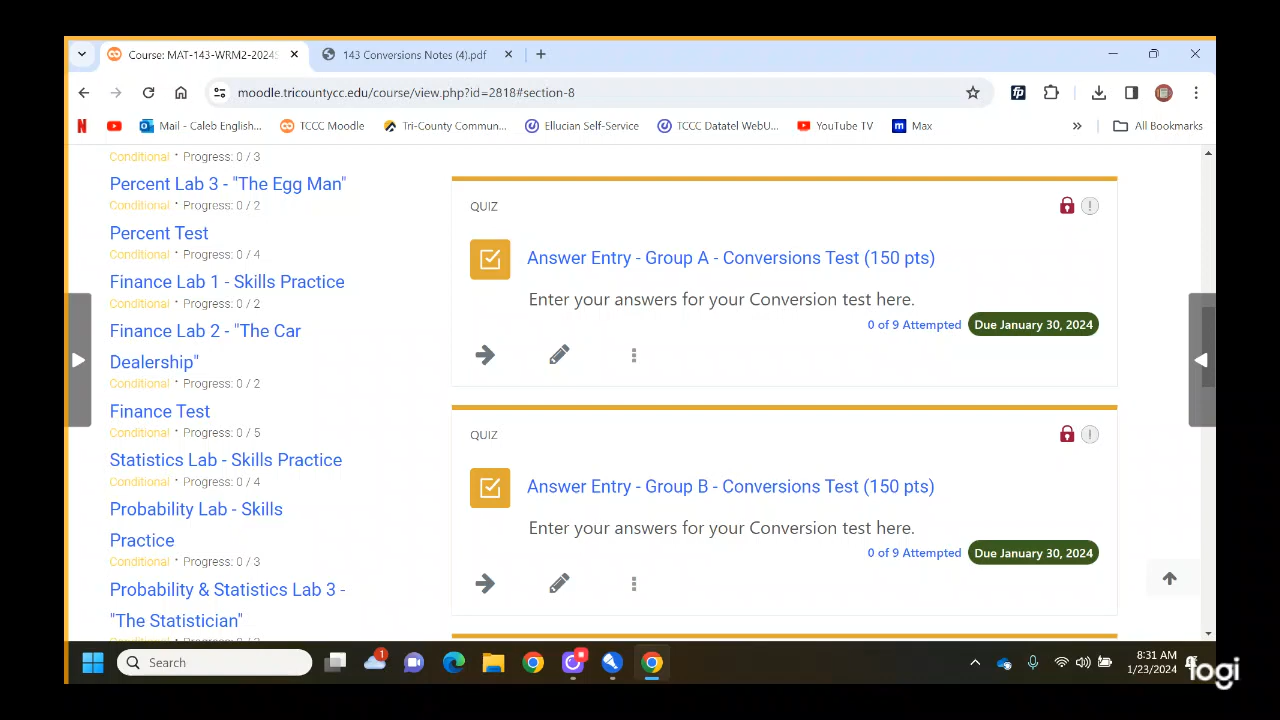 Course: MAT-143-WRM2-2024S
143 Conversions Notes (4).pdf
moodle.tricountycc.edu/course/view.php?id=2818#section-8
N
Mail - Caleb English...
TCCC Moodle
Tri-County Commun...
Ellucian Self-Service
TCCC Datatel WebU...
YouTube TV
m Max
All Bookmarks
Conditional • Progress: 0 / 3
Percent Lab 3 - "The Egg Man"
Conditional • Progress: 0 / 2
Percent Test
Conditional • Progress: 0 / 4
Finance Lab 1 - Skills Practice
Conditional • Progress: 0 / 2
Finance Lab 2 - "The Car
Dealership"
Conditional • Progress: 0 / 2
Finance Test
Conditional • Progress: 0 / 5
Statistics Lab - Skills Practice
Conditional • Progress: 0 / 4
Probability Lab - Skills
Practice
Conditional • Progress: 0 / 3
Probability & Statistics Lab 3 -
"The Statistician"
Conditional • Progress: 0 / 2
QUIZ
Answer Entry - Group A - Conversions Test (150 pts)
Enter your answers for your Conversion test here.
0 of 9 Attempted
Due January 30, 2024
QUIZ
Answer Entry - Group B - Conversions Test (150 pts)
Enter your answers for your Conversion test here.
0 of 9 Attempted
Due January 30, 2024
Search
1
8:31 AM
1/23/2024
logi